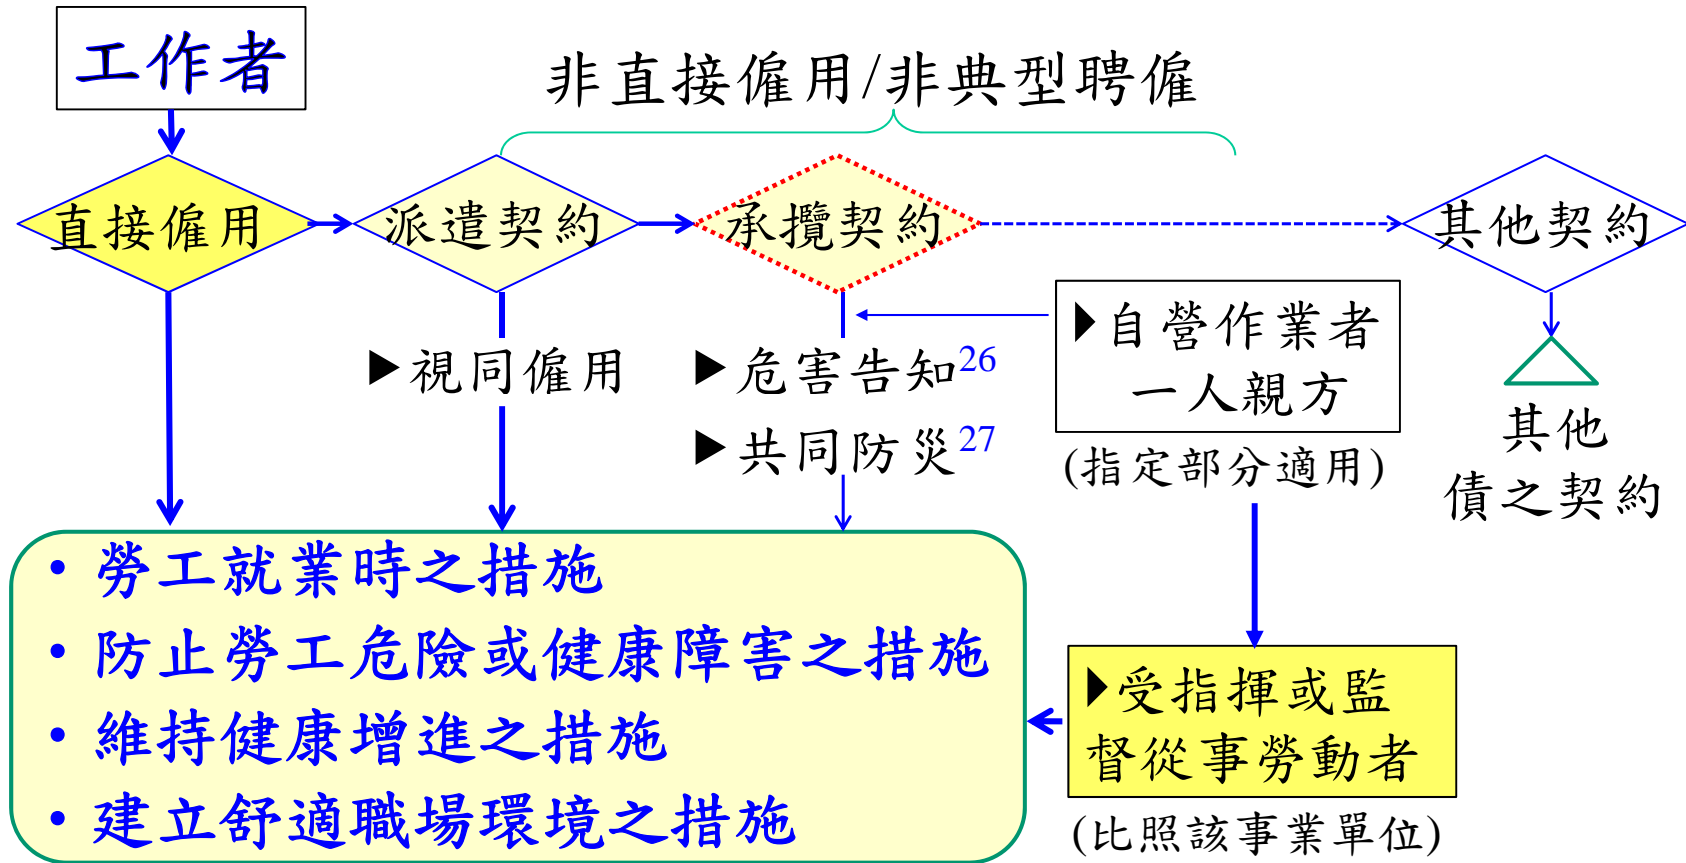 工作者
非直接僱用/非典型聘僱
直接僱用
派遣契約
承攬契約
其他契約
▶視同僱用
▶危害告知26
▶共同防災27
▶自營作業者
一人親方
(指定部分適用)
其他
債之契約
• 勞工就業時之措施
• 防止勞工危險或健康障害之措施
• 維持健康增進之措施
• 建立舒適職場環境之措施
▶受指揮或監
督從事勞動者
(比照該事業單位)